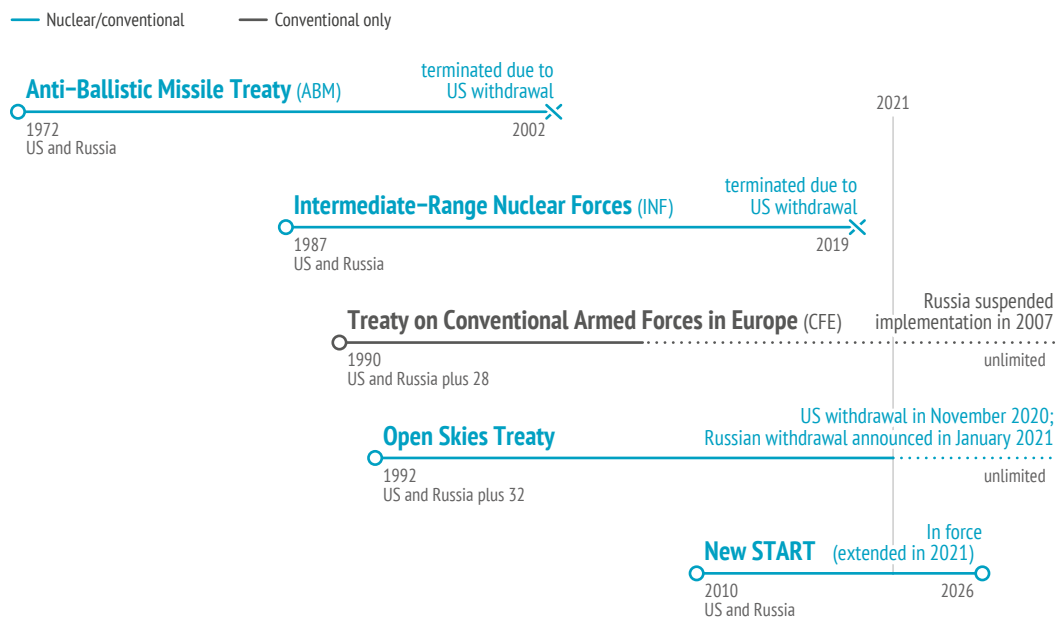 Nuclear/conventional
Conventional only
terminated due to
US withdrawal
Anti–Ballistic Missile Treaty (ABM)
1972
2002
US and Russia
2021
terminated due to
US withdrawal
Intermediate–Range Nuclear Forces (INF)
1987
2019
US and Russia
Russia suspended
implementation in 2007
Treaty on Conventional Armed Forces in Europe (CFE)
1990
unlimited
US and Russia plus 28
US withdrawal in November 2020;
Russian withdrawal announced in January 2021
Open Skies Treaty
1992
unlimited
US and Russia plus 32
In force
(extended in 2021)
New START
2010
2026
US and Russia